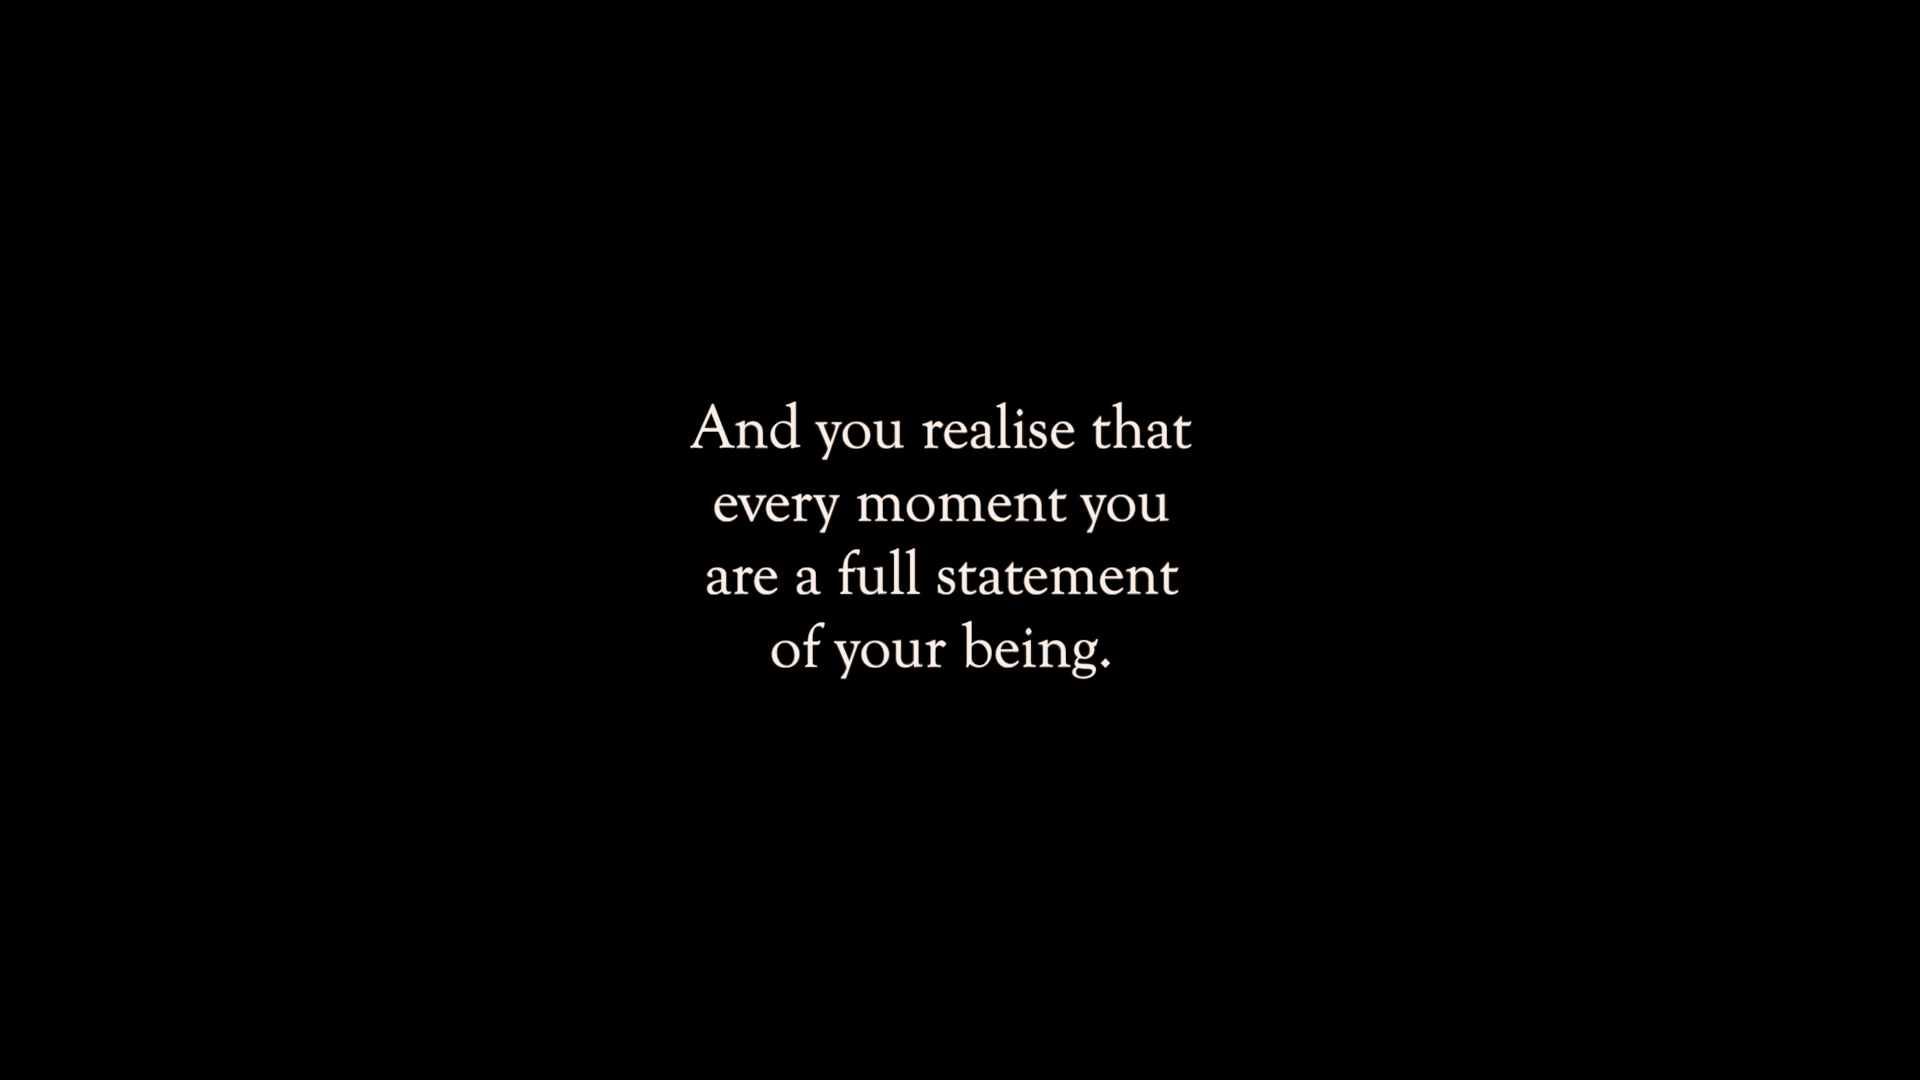 And you realise that
every moment you
are a full statement
of your being.